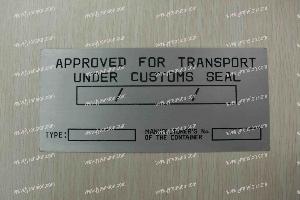 APPROVED FOR TRANSPORT
UNDER CUSTOMS SEAL
/ /
TYPE:
MANUFACTURER'S No.
OF THE CONTAINER